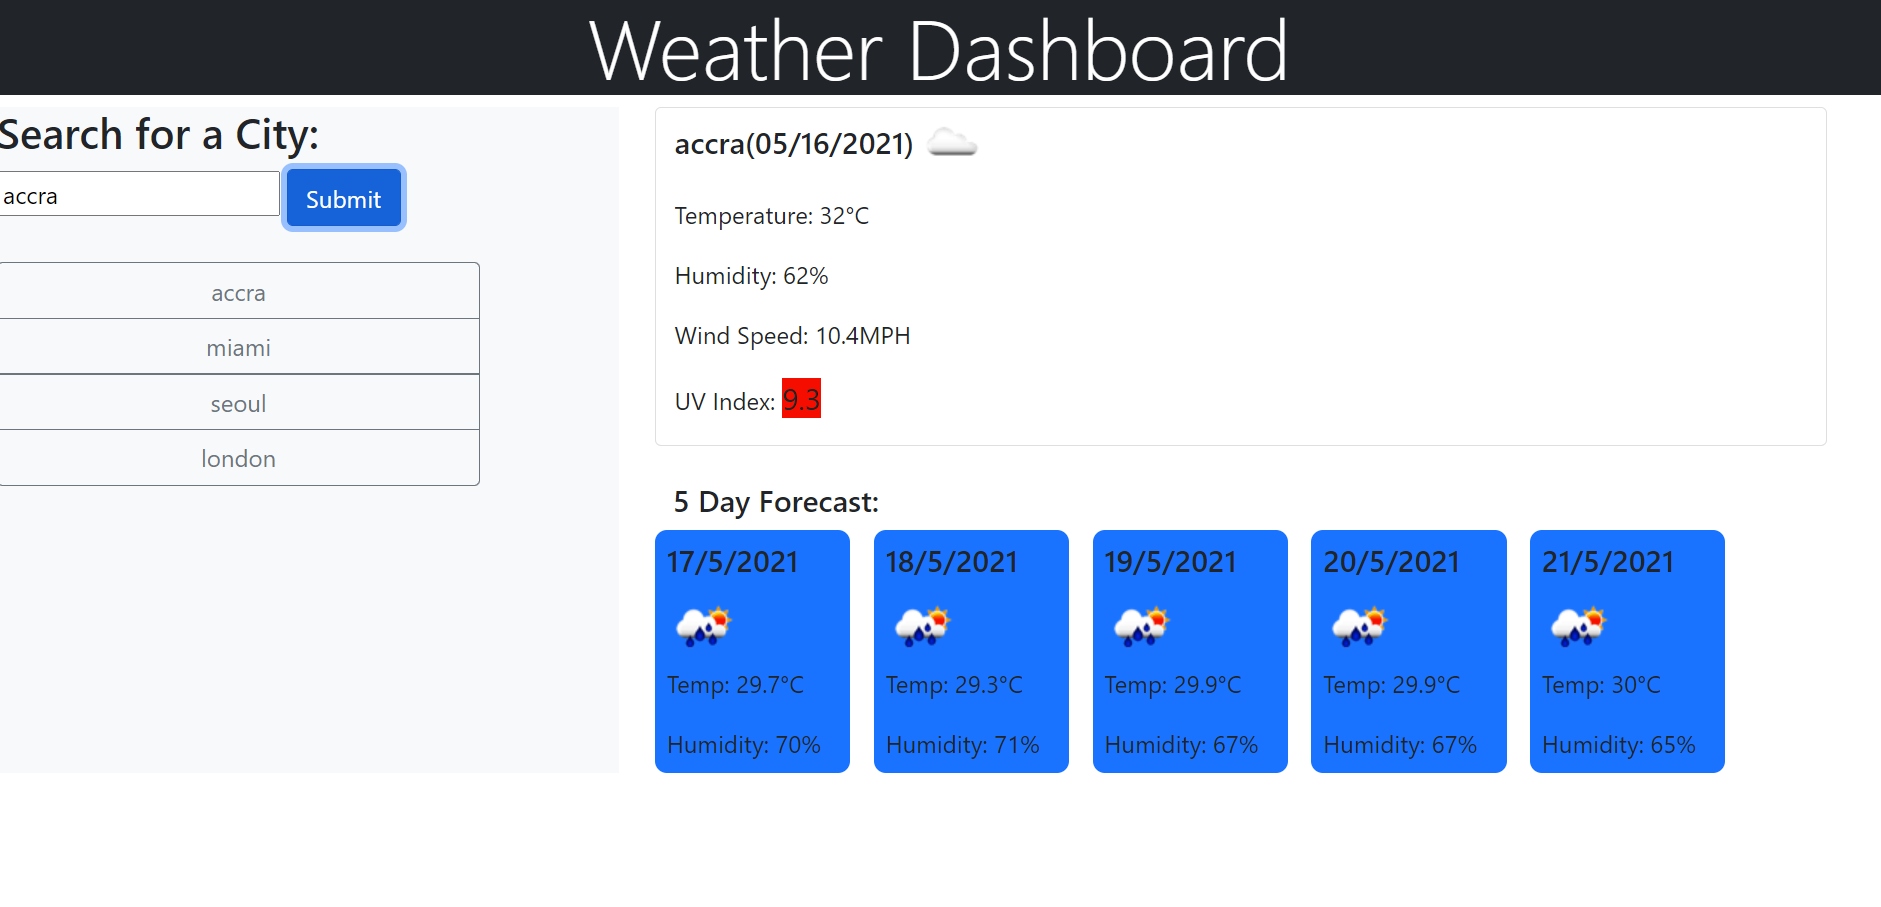 Weather Dashboard
Search for a City:
accra
Submit
accra
miami
seoul
london
accra(05/16/2021)
Temperature: 32°C
Humidity: 62%
Wind Speed: 10.4MPH
UV Index: 9.3
5 Day Forecast:
17/5/2021
Temp: 29.7°C
Humidity: 70%
18/5/2021
Temp: 29.3°C
Humidity: 71%
19/5/2021
Temp: 29.9°C
Humidity: 67%
20/5/2021
Temp: 29.9°C
Humidity: 67%
21/5/2021
Temp: 30°C
Humidity: 65%